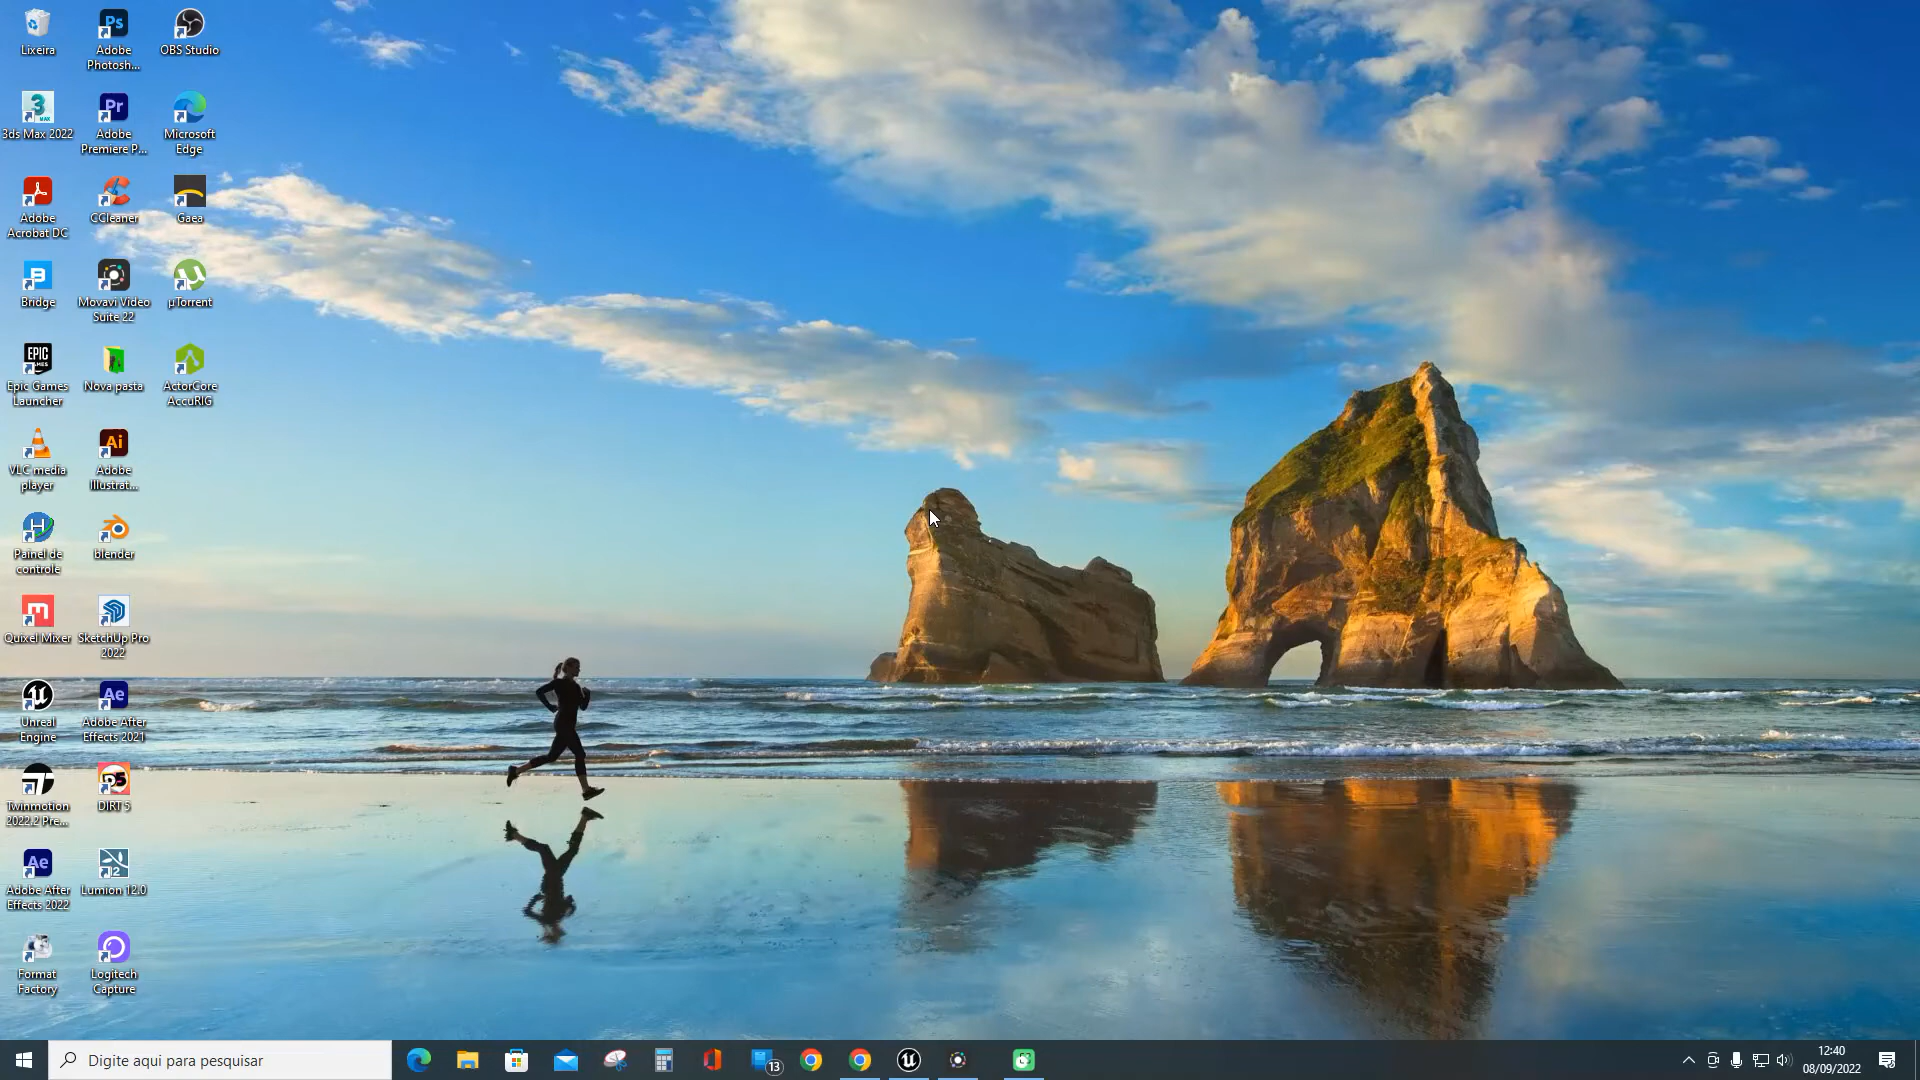 Lixeira
Adobe
Photosh...
OBS Studio
3ds Max 2022
Adobe
Premiere P...
Microsoft
Edge
Adobe
Acrobat DC
CCleaner
Gaea
Bridge
Movavi Video
Suite 22
µTorrent
Epic Games
Launcher
Nova pasta
ActorCore
AccuRIG
VLC media
player
Adobe
Illustrat...
Painel de
controle
blender
Quixel Mixer
SketchUp Pro
2022
Unreal
Engine
Adobe After
Effects 2021
Twinmotion
2022.2 Pre...
DIRT 5
Adobe After
Effects 2022
Lumion 12.0
Format
Factory
Logitech
Capture
Digite aqui para pesquisar
13
12:40
08/09/2022